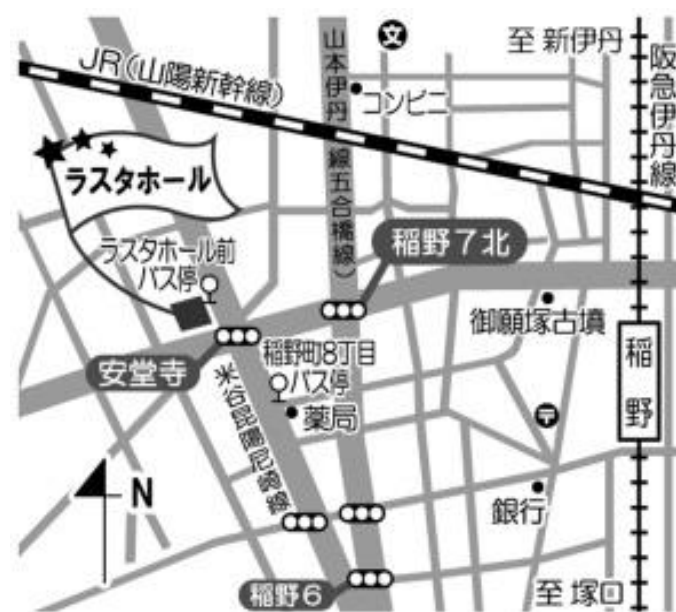 至 新伊丹
文
阪急伊丹線
山本伊丹線(五合橋線)
JR(山陽新幹線)
コンビニ
ラスタホール
稲野7北
ラスタホール前
バス停
御願塚古墳
稲野町8丁目
バス停
安堂寺
稲野
米谷昆陽尼崎線
薬局
〒
N
銀行
稲野6
至 塚口